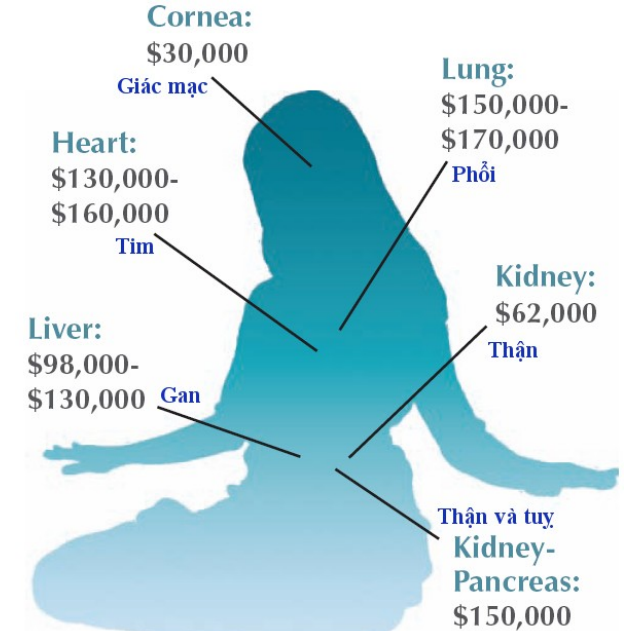 Cornea:
$30,000
Giác mạc
Lung:
$150,000-
$170,000
Phổi
Heart:
$130,000-
$160,000
Tim
Kidney:
$62,000
Thận
Liver:
$98,000-
$130,000
Gan
Thận và tuỵ
Kidney-
Pancreas:
$150,000